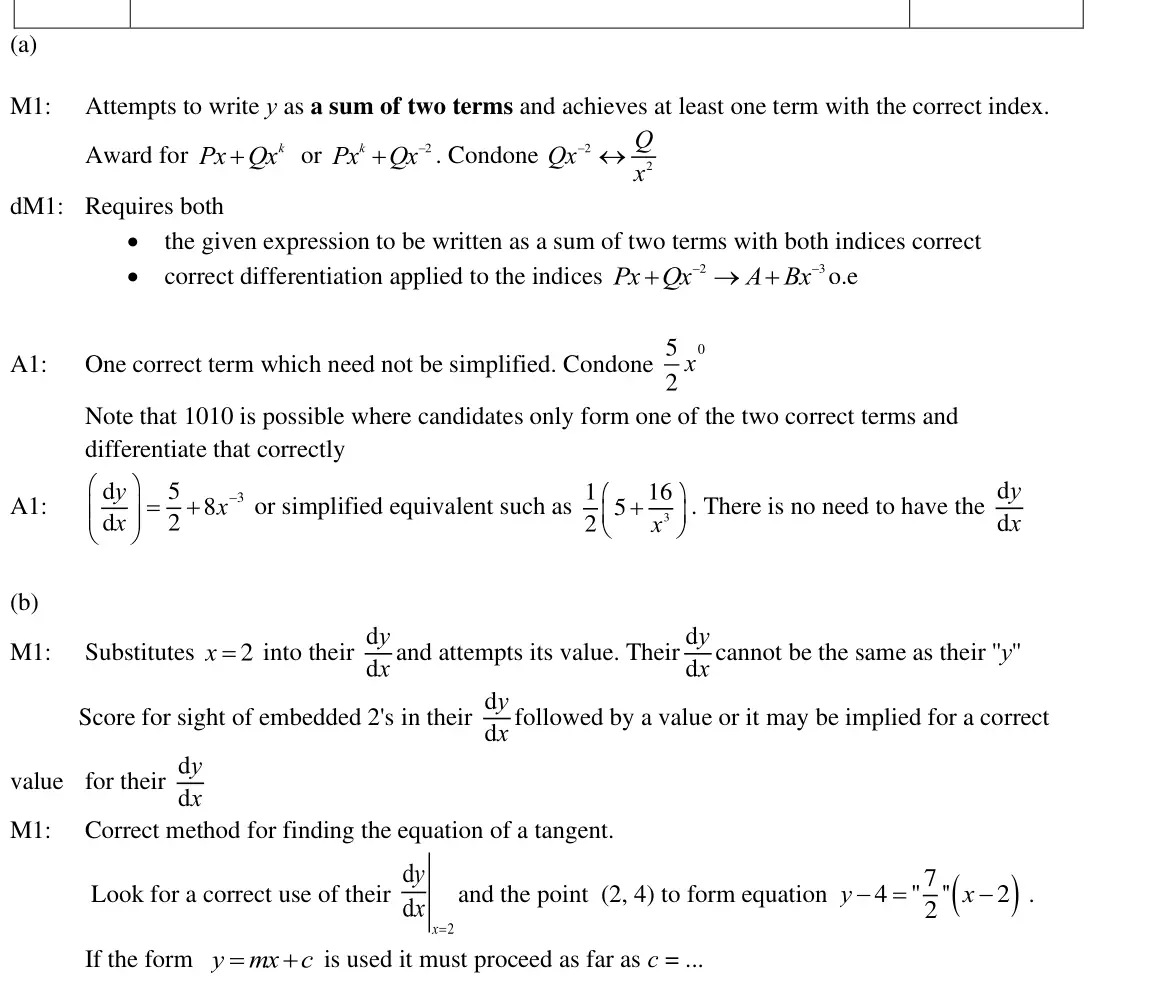 (a)
M1: Attempts to write y as a sum of two terms and achieves at least one term with the correct index.
Award for Px + Qx^k or Px^k + Qx^−2. Condone Qx^−2 ↔ Q/x^2
dM1: Requires both
• the given expression to be written as a sum of two terms with both indices correct
• correct differentiation applied to the indices Px + Qx^−2 → A + Bx^−3 o.e
A1: One correct term which need not be simplified. Condone 5/2 x^0
Note that 1010 is possible where candidates only form one of the two correct terms and
differentiate that correctly
A1: (dy/dx) = 5/2 + 8x^−3 or simplified equivalent such as 1/2(5 + 16/x^3). There is no need to have the dy/dx
(b)
M1: Substitutes x = 2 into their dy/dx and attempts its value. Their dy/dx cannot be the same as their "y"
Score for sight of embedded 2's in their dy/dx followed by a value or it may be implied for a correct
value for their dy/dx
M1: Correct method for finding the equation of a tangent.
Look for a correct use of their dy/dx|x=2 and the point (2, 4) to form equation y − 4 = "7/2"(x − 2) .
If the form y = mx + c is used it must proceed as far as c = ...